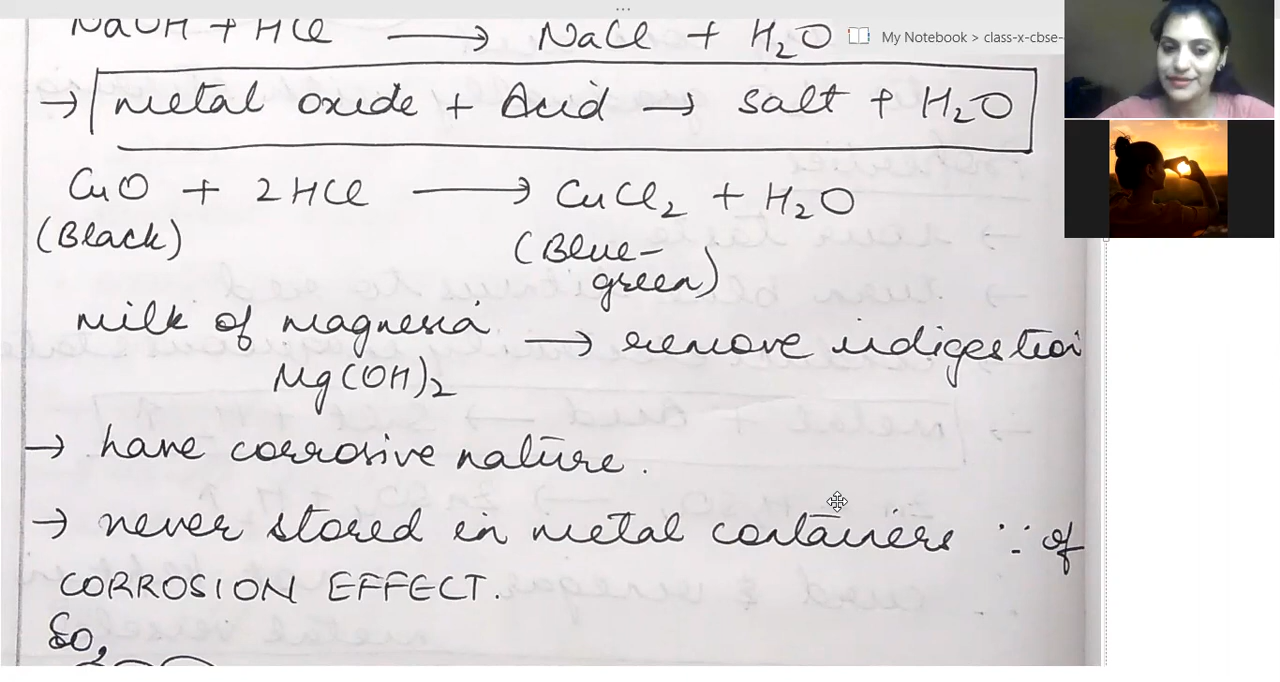 NaOH + HCl ⟶ NaCl + H₂O
My Notebook > class-x-cbse-
→ metal oxide + Acid → salt + H₂O
CuO + 2HCl ⟶ CuCl₂ + H₂O
(Black) (Blue-
green)
milk of magnesia → remove indigestion
Mg(OH)₂
→ have corrosive nature.
→ never stored in metal containers ∵ of
CORROSION EFFECT.
So,